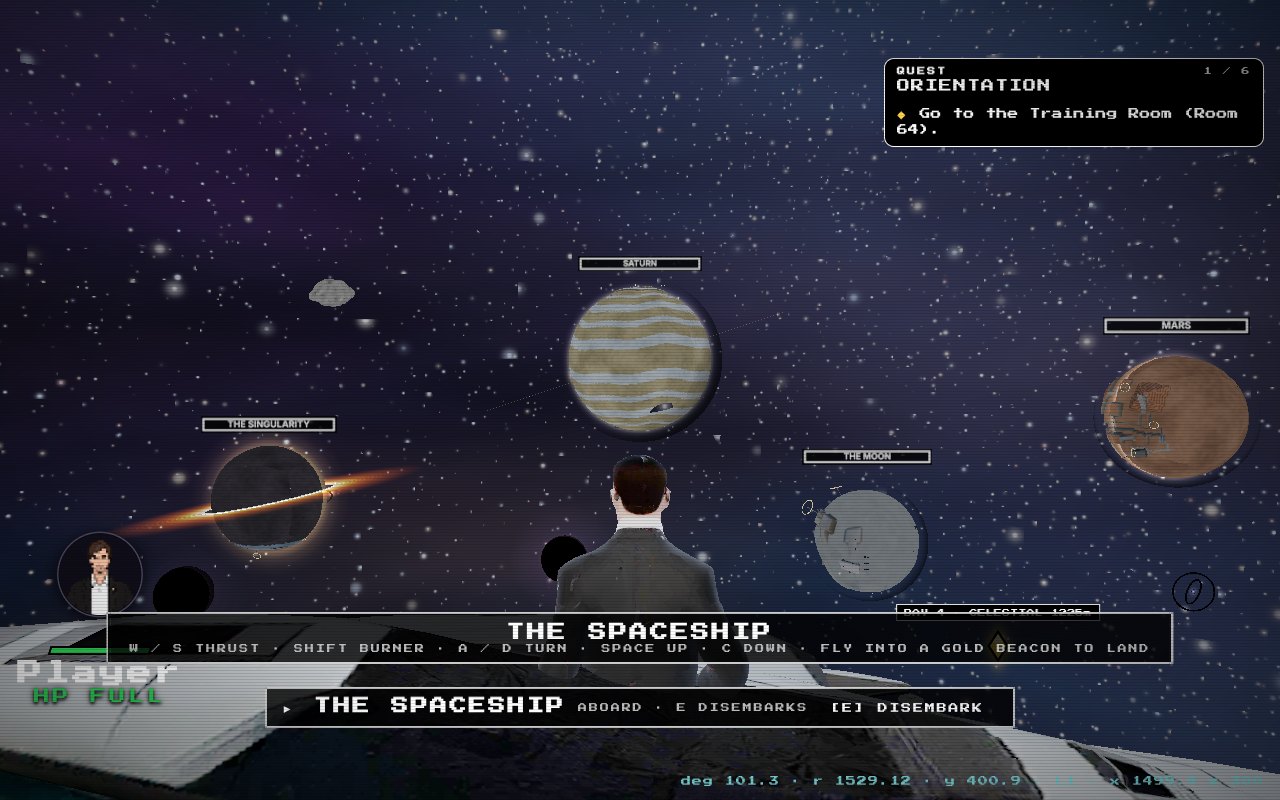 QUEST 1 / 6
ORIENTATION
◆ Go to the Training Room (Room
64).
SATURN
MARS
THE SINGULARITY
THE MOON
THE SPACESHIP
W / S THRUST · SHIFT BURNER · A / D TURN · SPACE UP · C DOWN · FLY INTO A GOLD BEACON TO LAND
Player
HP FULL
▸ THE SPACESHIP ABOARD · E DISEMBARKS [E] DISEMBARK
deg 101.3 · r 1529.12 · y 400.9